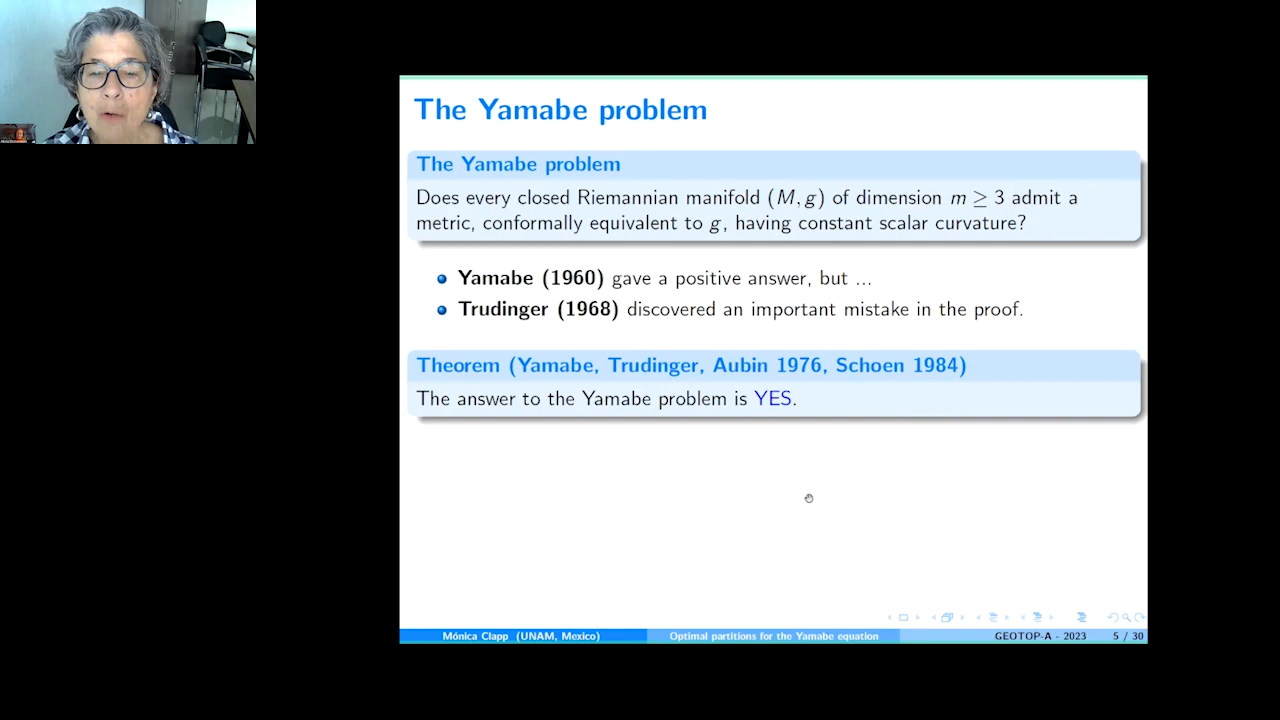 The Yamabe problem
The Yamabe problem
Does every closed Riemannian manifold (M, g) of dimension m ≥ 3 admit a
metric, conformally equivalent to g, having constant scalar curvature?
Yamabe (1960) gave a positive answer, but ...
Trudinger (1968) discovered an important mistake in the proof.
Theorem (Yamabe, Trudinger, Aubin 1976, Schoen 1984)
The answer to the Yamabe problem is YES.
Mónica Clapp (UNAM, Mexico) Optimal partitions for the Yamabe equation GEOTOP-A - 2023 5 / 30